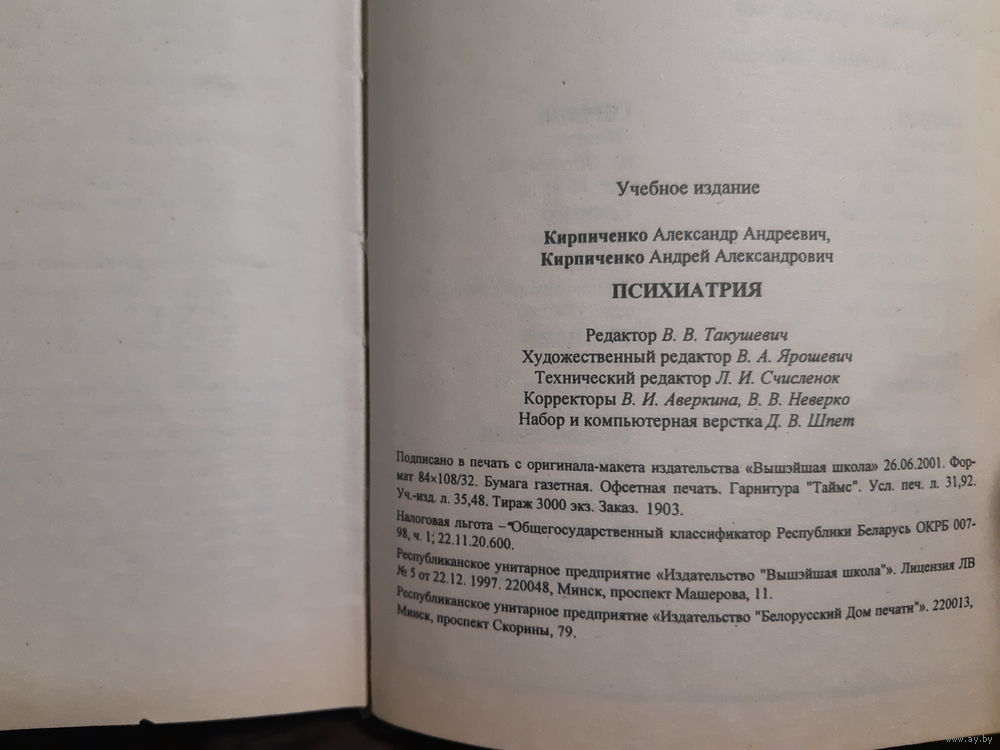 Учебное издание
Кирпиченко Александр Андреевич,
Кирпиченко Андрей Александрович
ПСИХИАТРИЯ
Редактор В. В. Такушевич
Художественный редактор В. А. Ярошевич
Технический редактор Л. И. Счисленок
Корректоры В. И. Аверкина, В. В. Неверко
Набор и компьютерная верстка Д. В. Шпет
Подписано в печать с оригинала-макета издательства «Вышэйшая школа» 26.06.2001. Фор-
мат 84×108/32. Бумага газетная. Офсетная печать. Гарнитура "Таймс". Усл. печ. л. 31,92.
Уч.-изд. л. 35,48. Тираж 3000 экз. Заказ. 1903.
Налоговая льгота – Общегосударственный классификатор Республики Беларусь ОКРБ 007-
98, ч. 1; 22.11.20.600.
Республиканское унитарное предприятие «Издательство "Вышэйшая школа"». Лицензия ЛВ
№ 5 от 22.12. 1997. 220048, Минск, проспект Машерова, 11.
Республиканское унитарное предприятие «Издательство "Белорусский Дом печати"». 220013,
Минск, проспект Скорины, 79.
www.ay.by